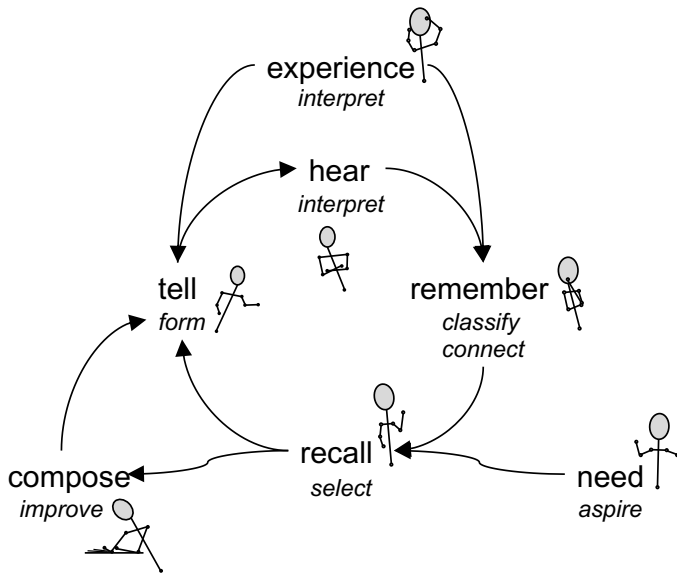 experience
interpret
hear
interpret
tell
form
remember
classify
connect
recall
select
compose
improve
need
aspire